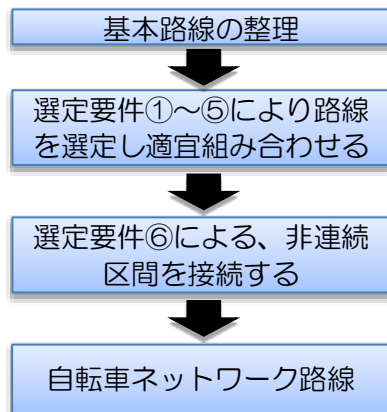 基本路線の整理
選定要件①～⑤により路線
を選定し適宜組み合わせる
選定要件⑥による、非連続
区間を接続する
自転車ネットワーク路線